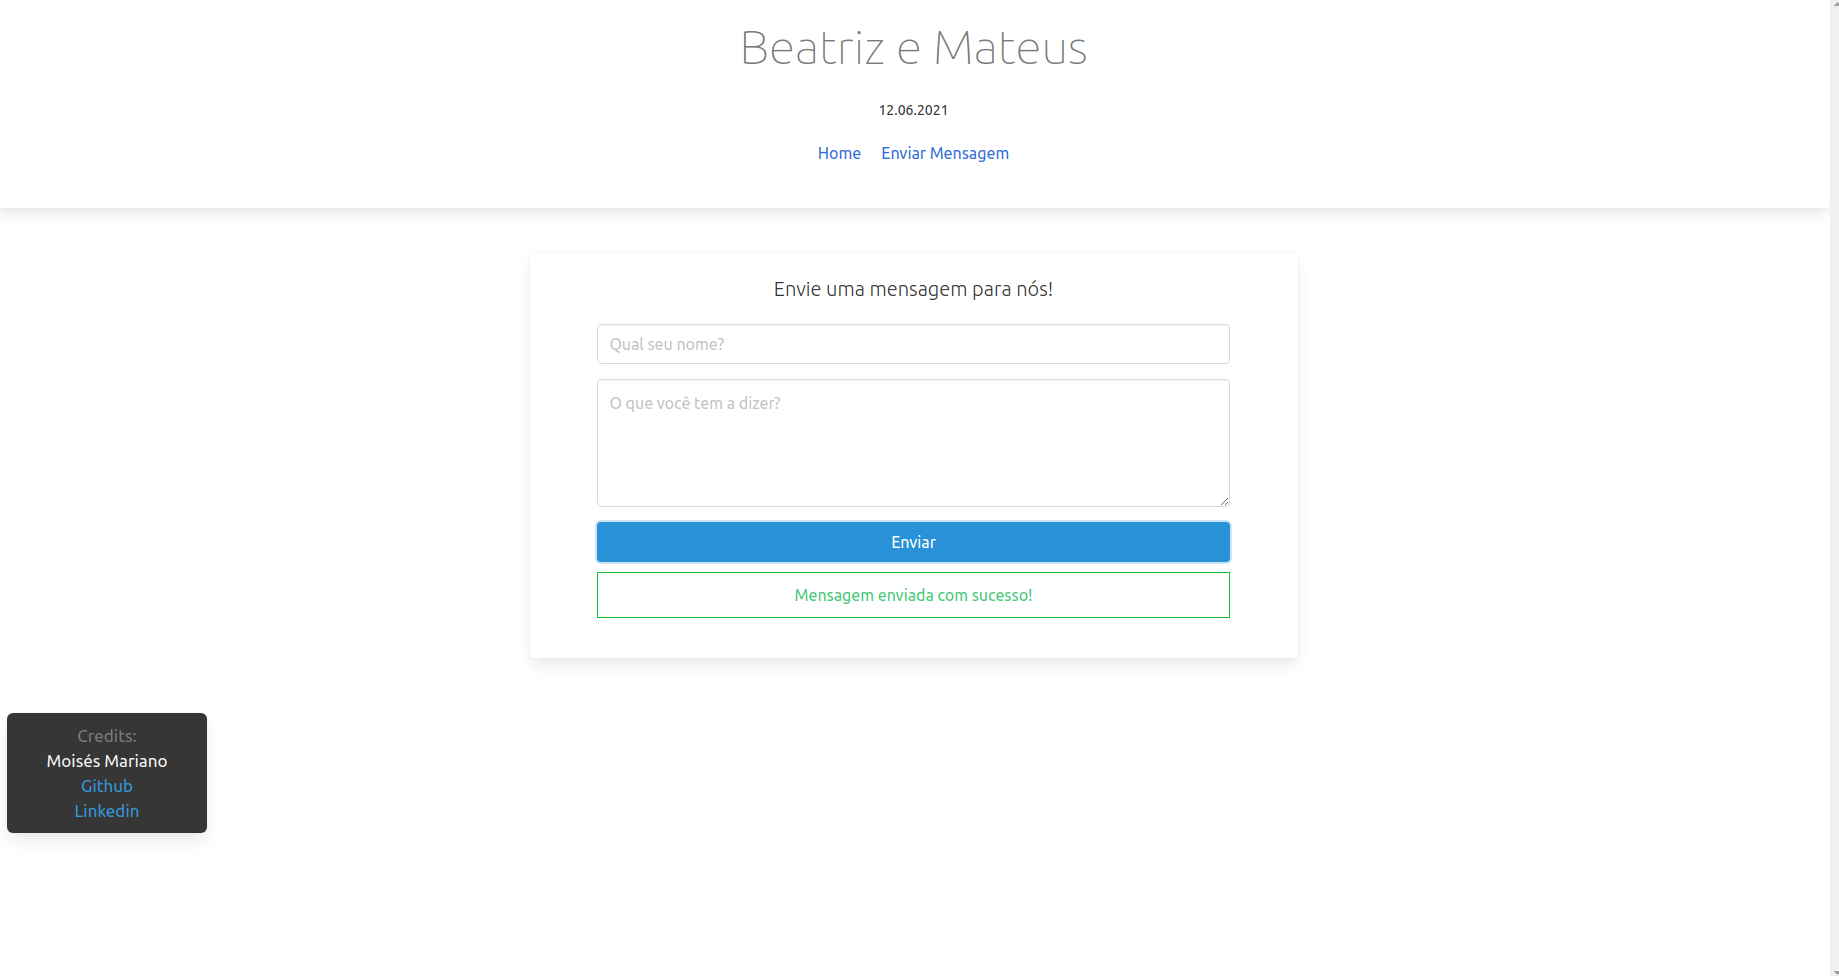 Beatriz e Mateus
12.06.2021
Home Enviar Mensagem
Envie uma mensagem para nós!
Qual seu nome?
O que você tem a dizer?
Enviar
Mensagem enviada com sucesso!
Credits:
Moisés Mariano
Github
Linkedin